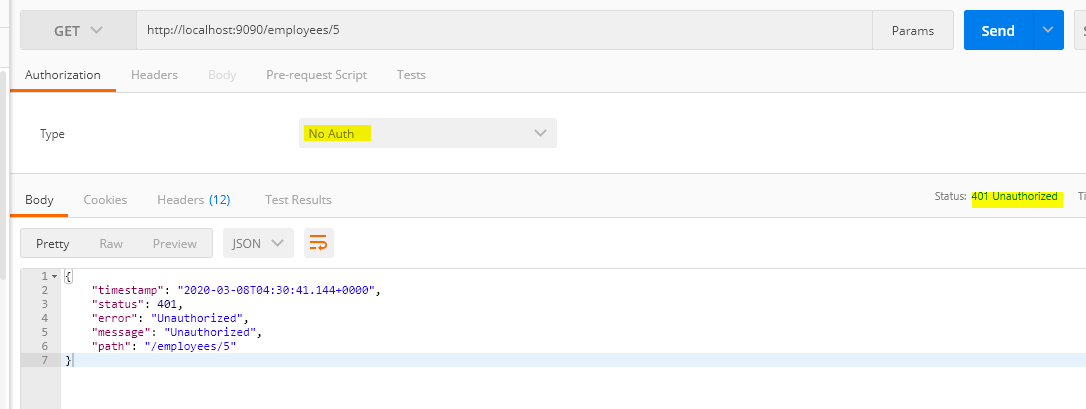 GET http://localhost:9090/employees/5 Params Send
Authorization Headers Body Pre-request Script Tests
Type No Auth
Body Cookies Headers (12) Test Results Status: 401 Unauthorized
Pretty Raw Preview JSON
1 {
2 "timestamp": "2020-03-08T04:30:41.144+0000",
3 "status": 401,
4 "error": "Unauthorized",
5 "message": "Unauthorized",
6 "path": "/employees/5"
7 }